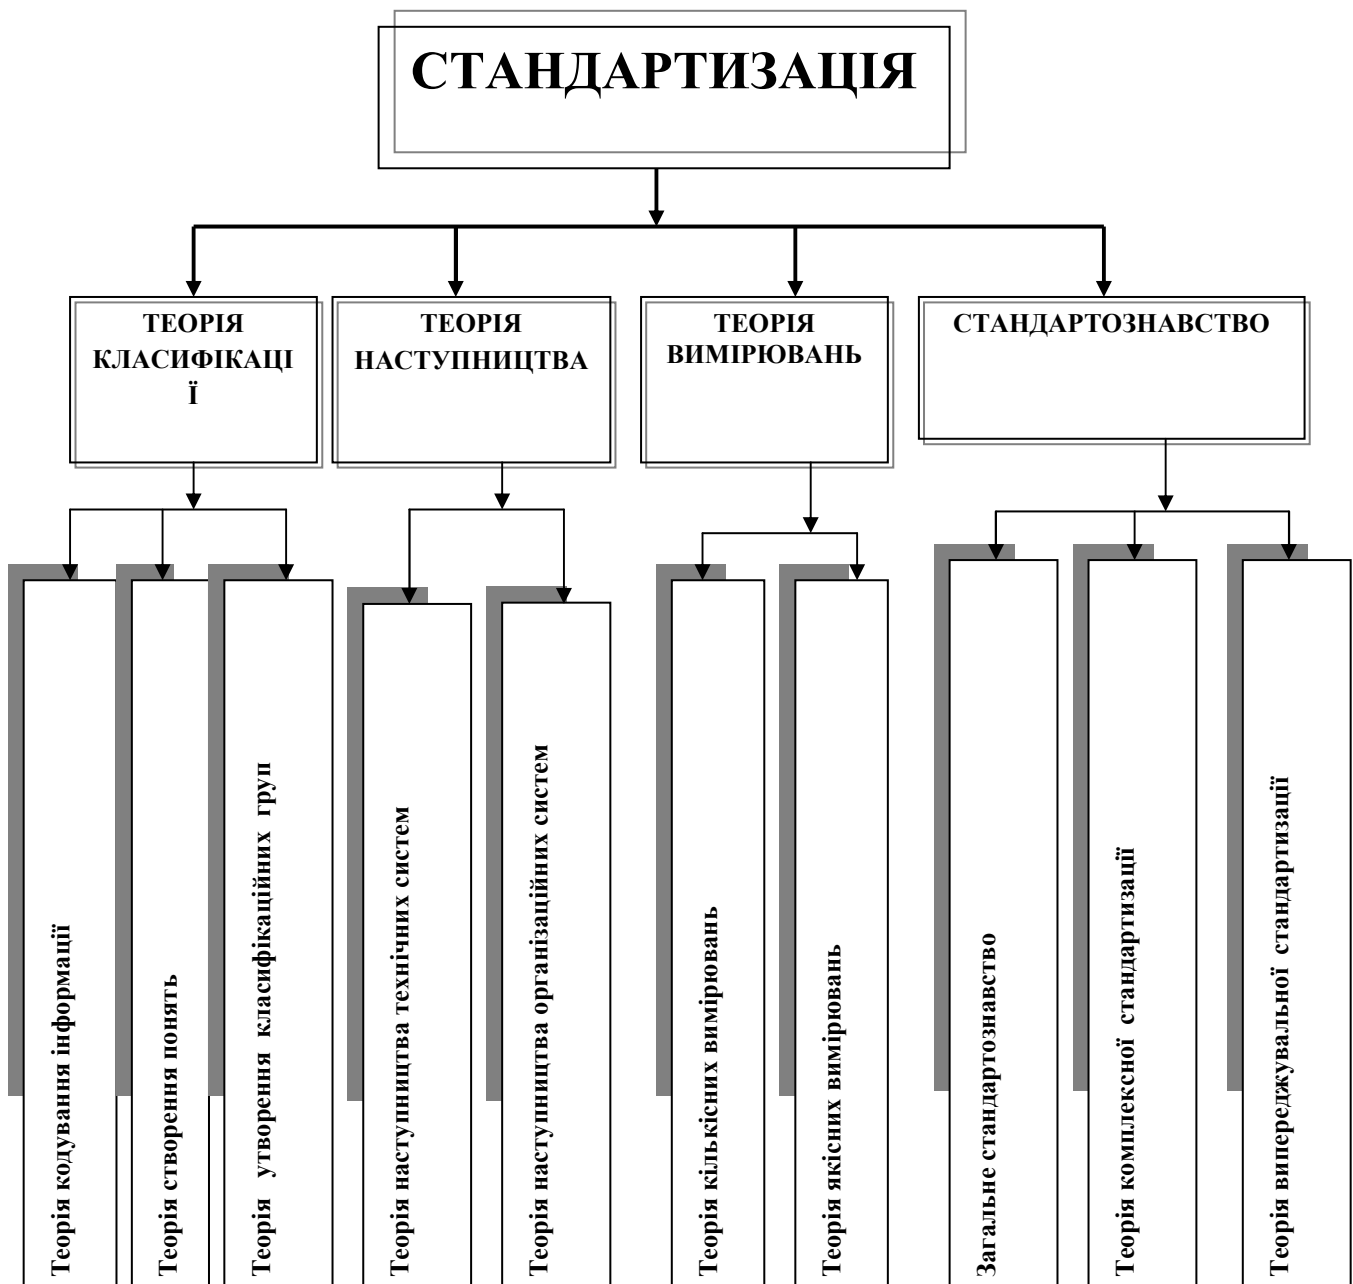 СТАНДАРТИЗАЦІЯ
ТЕОРІЯ
КЛАСИФІКАЦІ
Ї
ТЕОРІЯ
НАСТУПНИЦТВА
ТЕОРІЯ
ВИМІРЮВАНЬ
СТАНДАРТОЗНАВСТВО
Теорія кодування інформації
Теорія створення понять
Теорія утворення класифікаційних груп
Теорія наступництва технічних систем
Теорія наступництва організаційних систем
Теорія кількісних вимірювань
Теорія якісних вимірювань
Загальне стандартознавство
Теорія комплексної стандартизації
Теорія випереджувальної стандартизації